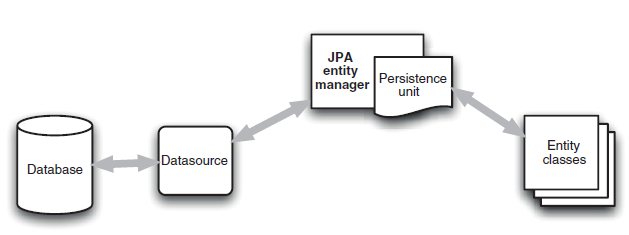 JPA
entity
manager
Persistence
unit
Database
Datasource
Entity
classes